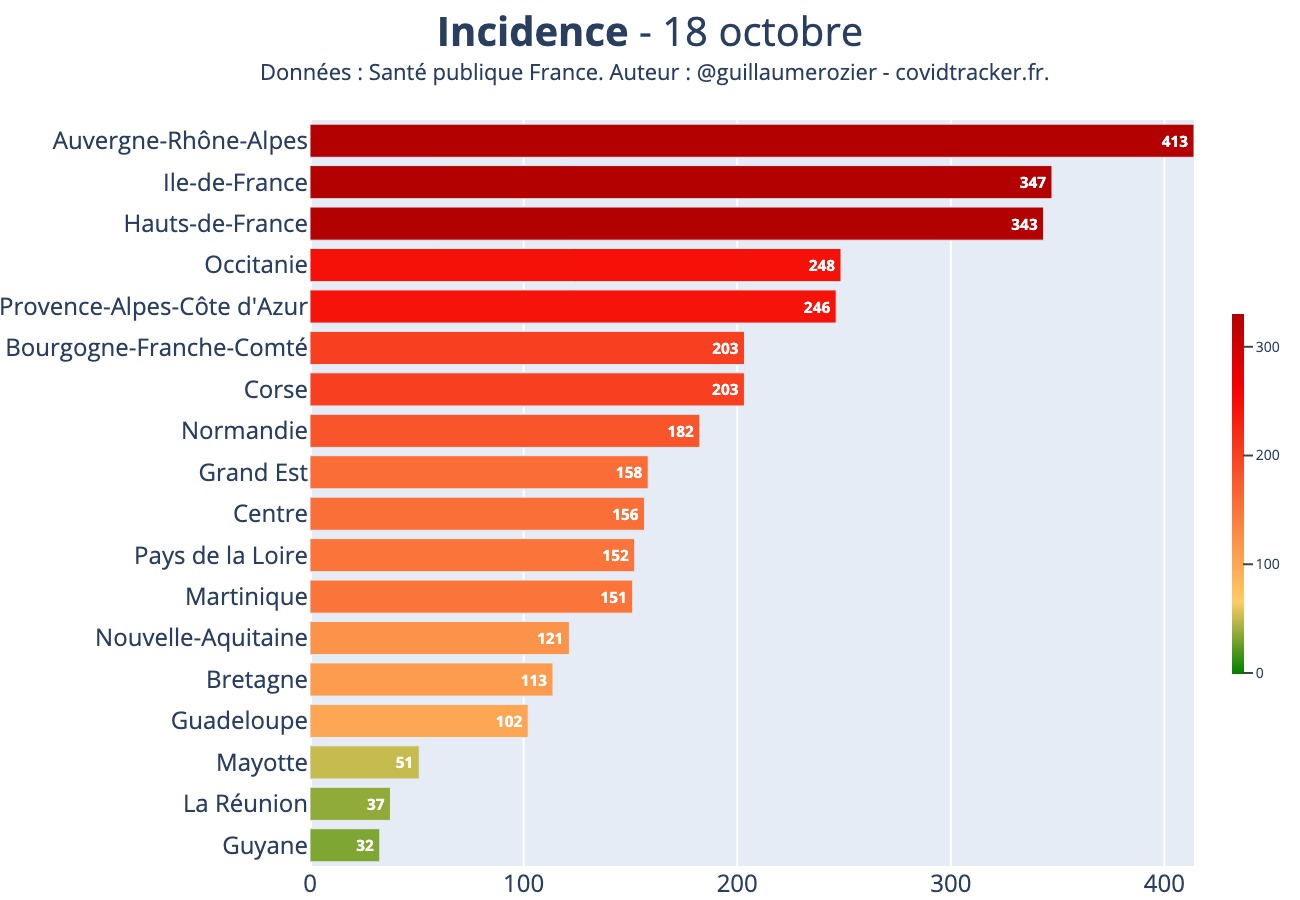 Incidence - 18 octobre
Données : Santé publique France. Auteur : @guillaumerozier - covidtracker.fr.
Auvergne-Rhône-Alpes 413
Ile-de-France 347
Hauts-de-France 343
Occitanie 248
Provence-Alpes-Côte d'Azur 246
Bourgogne-Franche-Comté 203
Corse 203
Normandie 182
Grand Est 158
Centre 156
Pays de la Loire 152
Martinique 151
Nouvelle-Aquitaine 121
Bretagne 113
Guadeloupe 102
Mayotte 51
La Réunion 37
Guyane 32
0 100 200 300 400
300
200
100
0